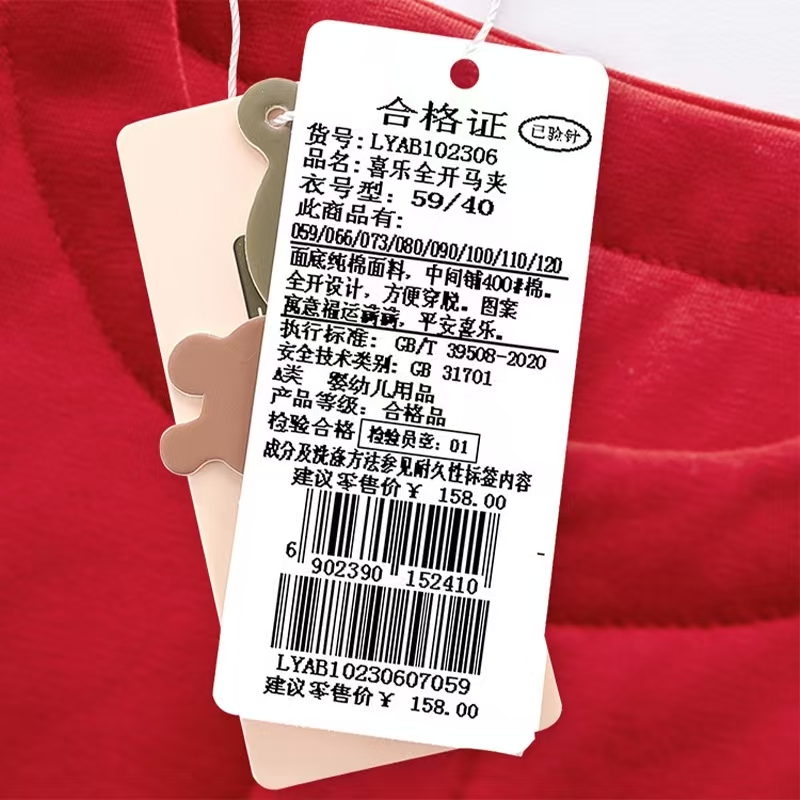 合格证
已验针
货号:LYAB102306
品名:喜乐全开马夹
衣号型: 59/40
此商品有:
059/066/073/080/090/100/110/120
面底纯棉面料，中间铺400#棉。
全开设计，方便穿脱。图案
寓意福运满满，平安喜乐。
执行标准: GB/T 39508-2020
安全技术类别: GB 31701
A类 婴幼儿用品
产品等级: 合格品
检验合格 检验员壹: 01
成分及洗涤方法参见耐久性标签内容
建议零售价¥ 158.00
6 902390 152410
LYAB10230607059
建议零售价¥ 158.00